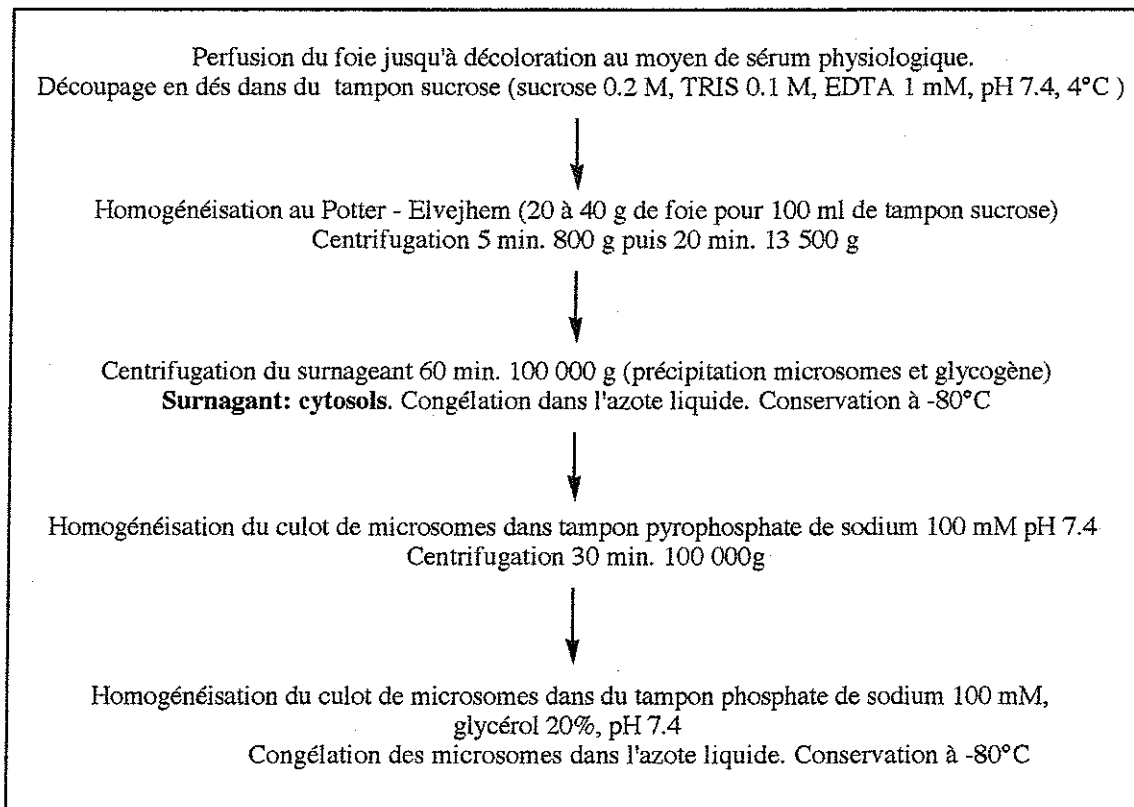 Perfusion du foie jusqu'à décoloration au moyen de sérum physiologique.
Découpage en dés dans du tampon sucrose (sucrose 0.2 M, TRIS 0.1 M, EDTA 1 mM, pH 7.4, 4°C )
Homogénéisation au Potter - Elvejhem (20 à 40 g de foie pour 100 ml de tampon sucrose)
Centrifugation 5 min. 800 g puis 20 min. 13 500 g
Centrifugation du surnageant 60 min. 100 000 g (précipitation microsomes et glycogène)
Surnagant: cytosols. Congélation dans l'azote liquide. Conservation à -80°C
Homogénéisation du culot de microsomes dans tampon pyrophosphate de sodium 100 mM pH 7.4
Centrifugation 30 min. 100 000g
Homogénéisation du culot de microsomes dans du tampon phosphate de sodium 100 mM,
glycérol 20%, pH 7.4
Congélation des microsomes dans l'azote liquide. Conservation à -80°C